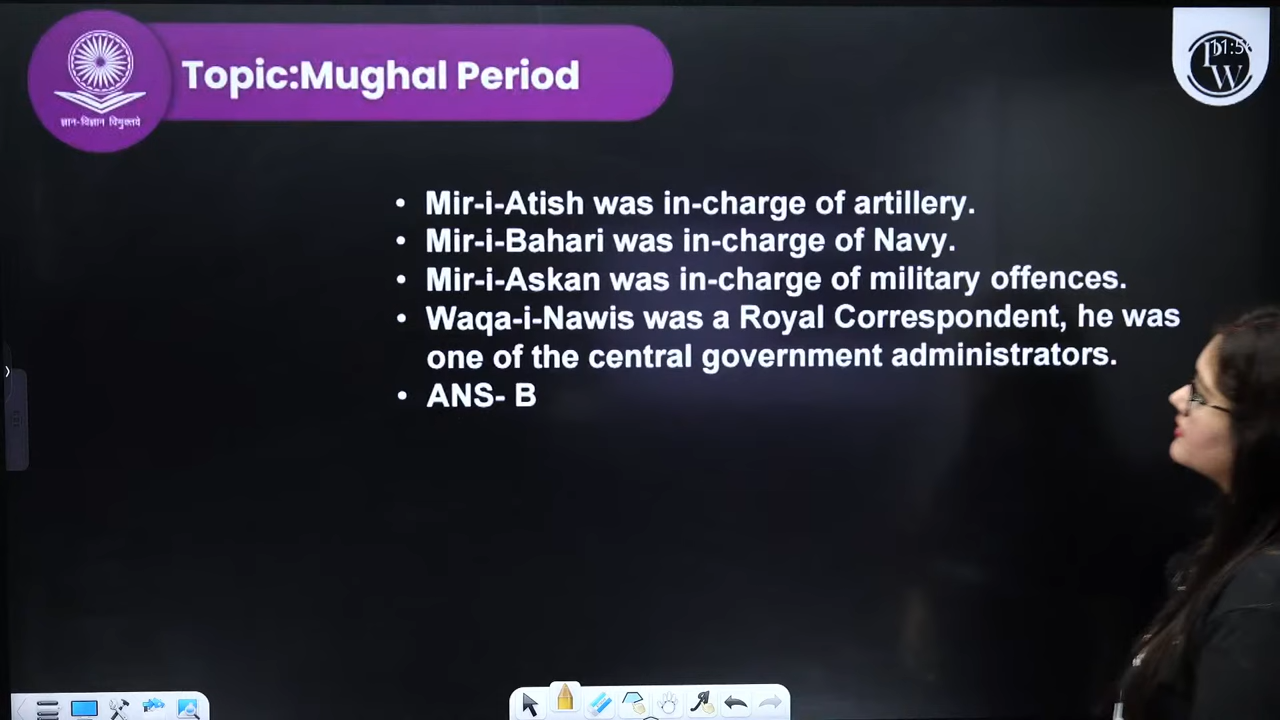 Topic:Mughal Period
ज्ञान-विज्ञान विमुक्तये
PW
• Mir-i-Atish was in-charge of artillery.
• Mir-i-Bahari was in-charge of Navy.
• Mir-i-Askan was in-charge of military offences.
• Waqa-i-Nawis was a Royal Correspondent, he was
one of the central government administrators.
• ANS- B